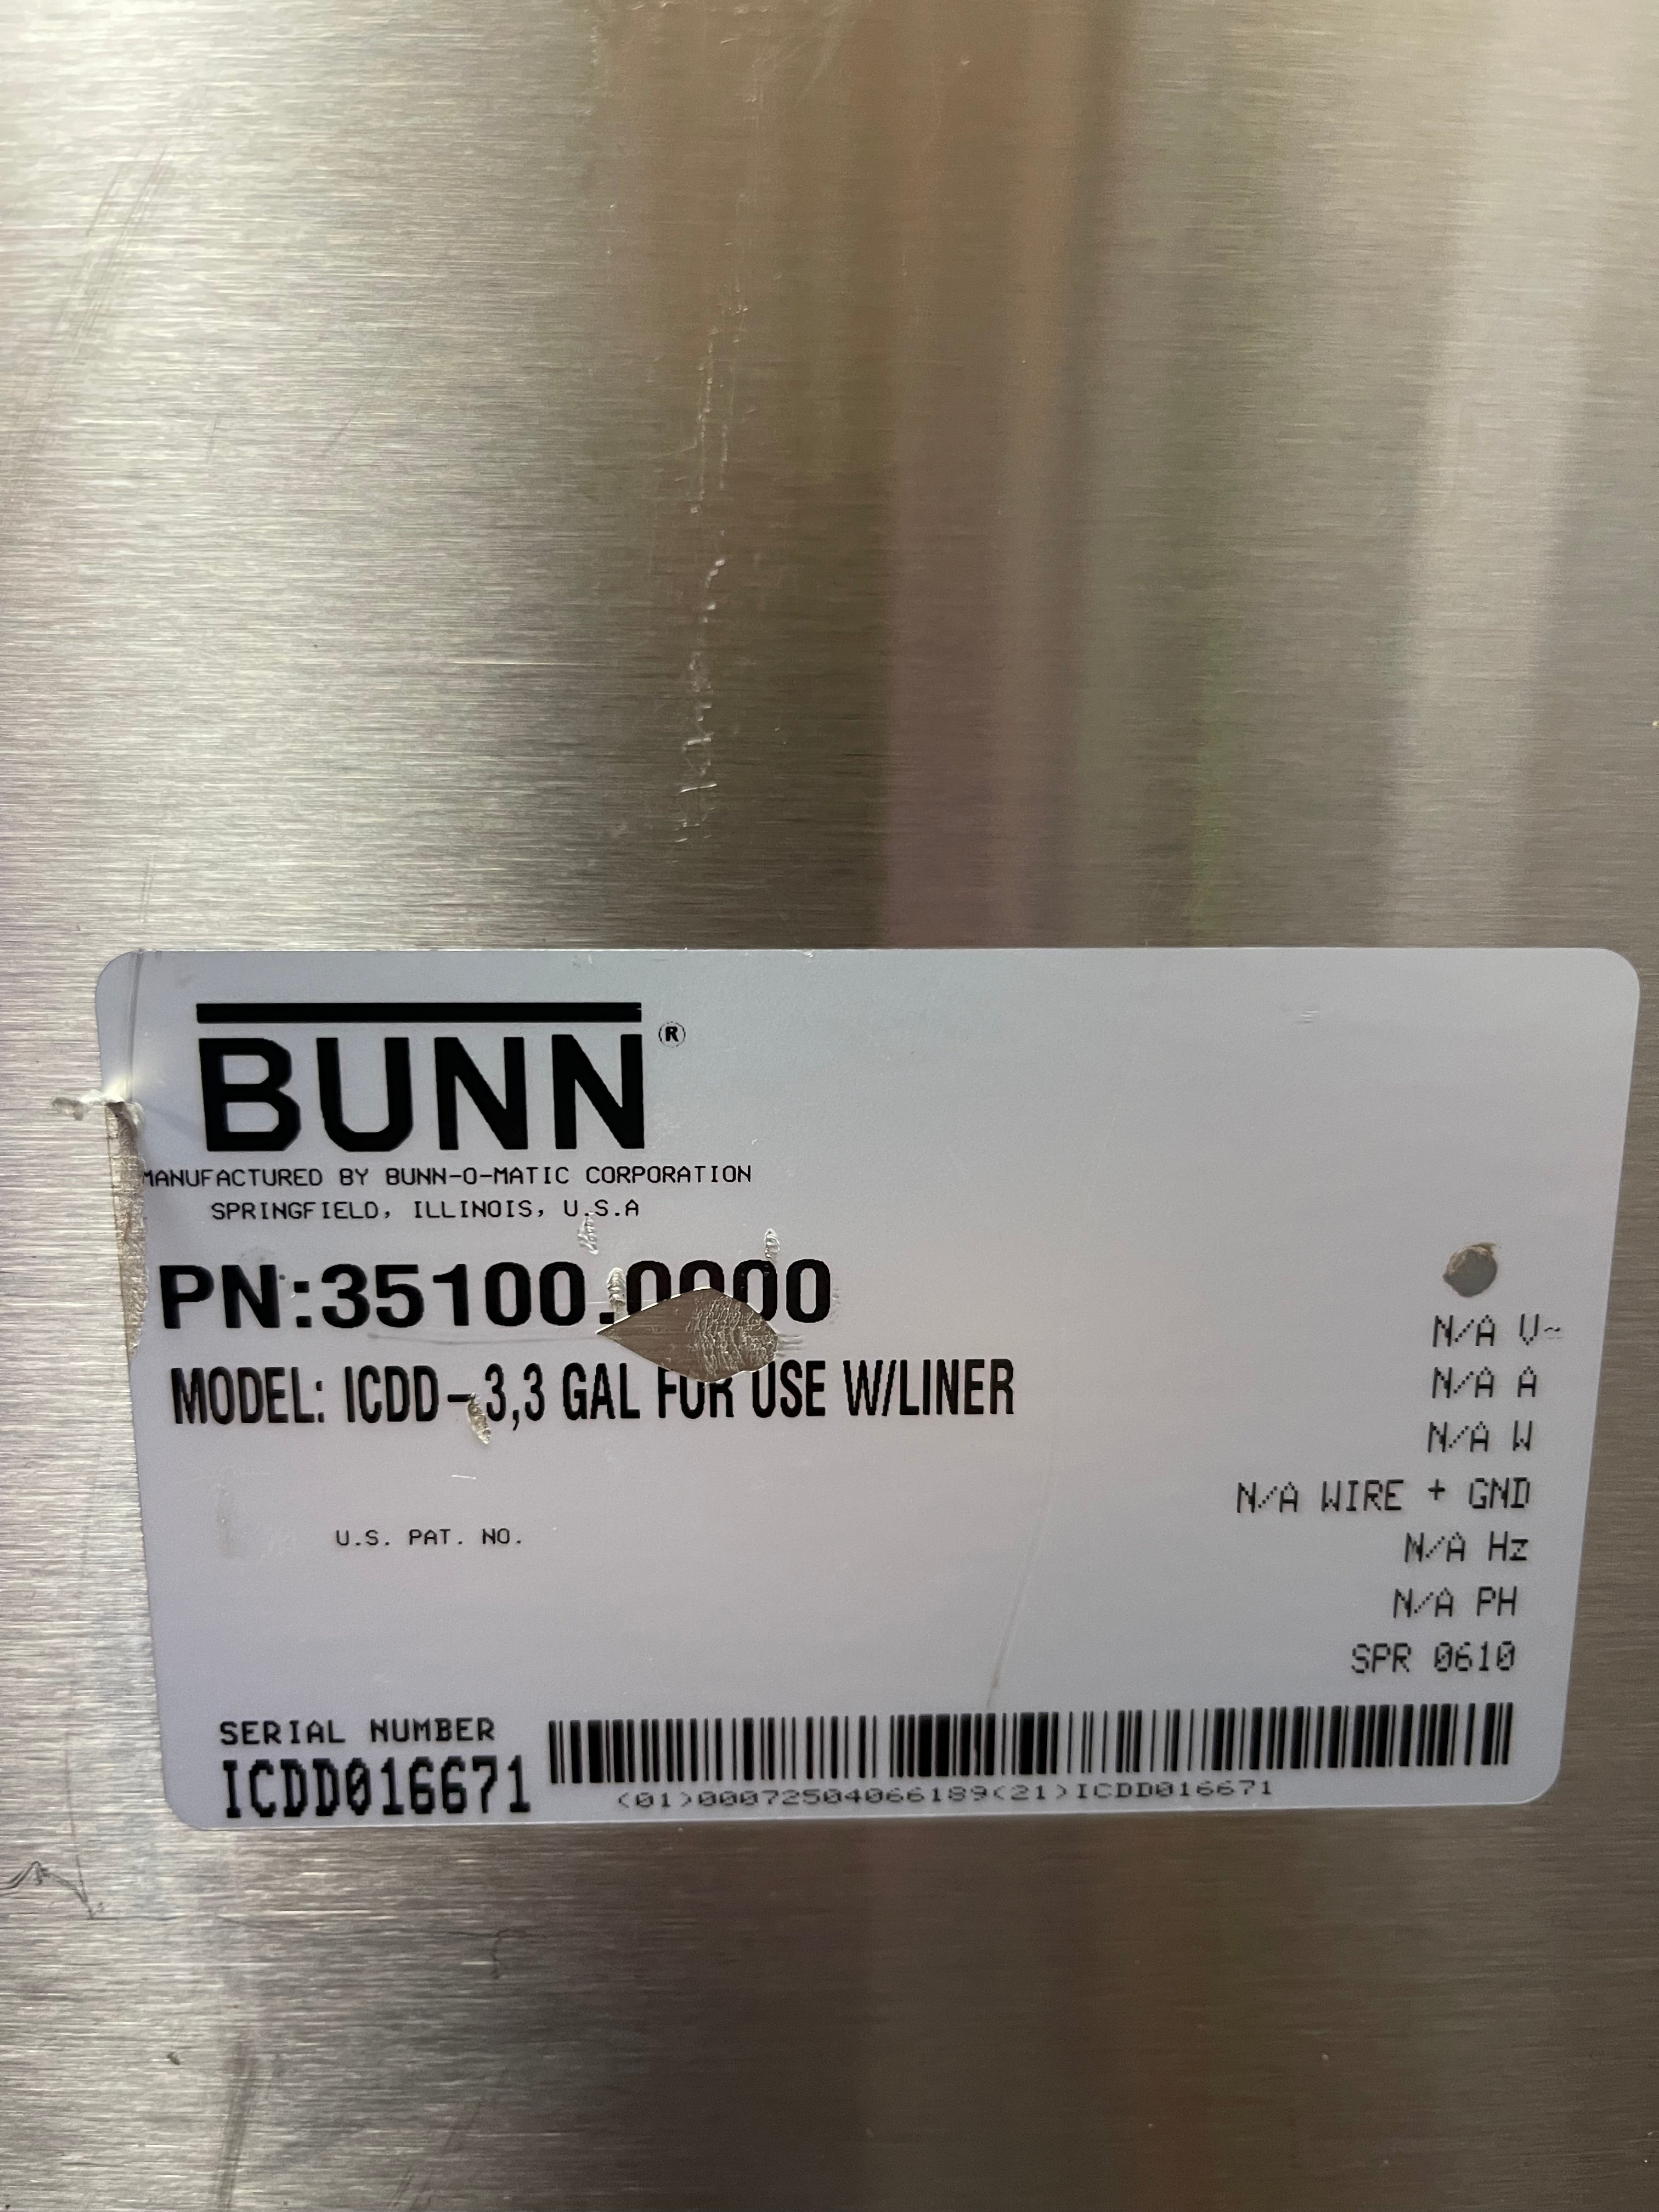 BUNN®
MANUFACTURED BY BUNN-O-MATIC CORPORATION
SPRINGFIELD, ILLINOIS, U.S.A
PN:35100.0000
MODEL: ICDD-3,3 GAL FOR USE W/LINER
U.S. PAT. NO.
N/A V~
N/A A
N/A W
N/A WIRE + GND
N/A Hz
N/A PH
SPR 0610
SERIAL NUMBER
ICDD016671
(01)00072504066189(21)ICDD016671